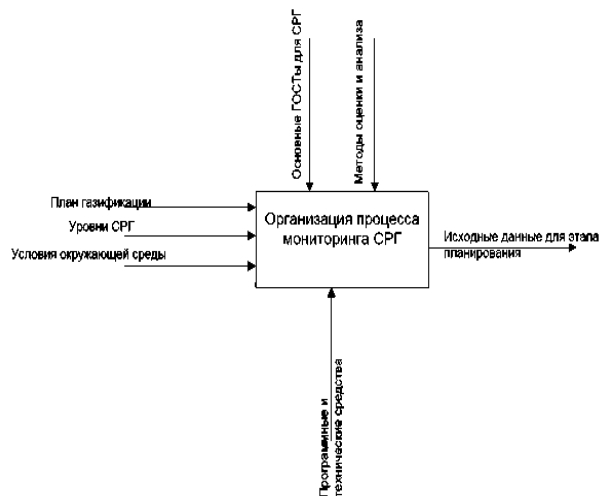 Основные ГОСТы для СРГ
Методы оценки и анализа
План газификации
Уровни СРГ
Условия окружающей среды
Организация процесса
мониторинга СРГ
Исходные данные для этапа
планирования
Программные и
технические средства